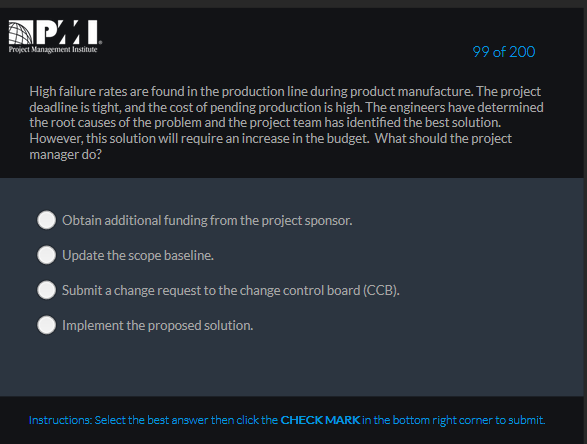 PMI
Project Management Institute
99 of 200
High failure rates are found in the production line during product manufacture. The project
deadline is tight, and the cost of pending production is high. The engineers have determined
the root causes of the problem and the project team has identified the best solution.
However, this solution will require an increase in the budget. What should the project
manager do?
Obtain additional funding from the project sponsor.
Update the scope baseline.
Submit a change request to the change control board (CCB).
Implement the proposed solution.
Instructions: Select the best answer then click the CHECK MARK in the bottom right corner to submit.